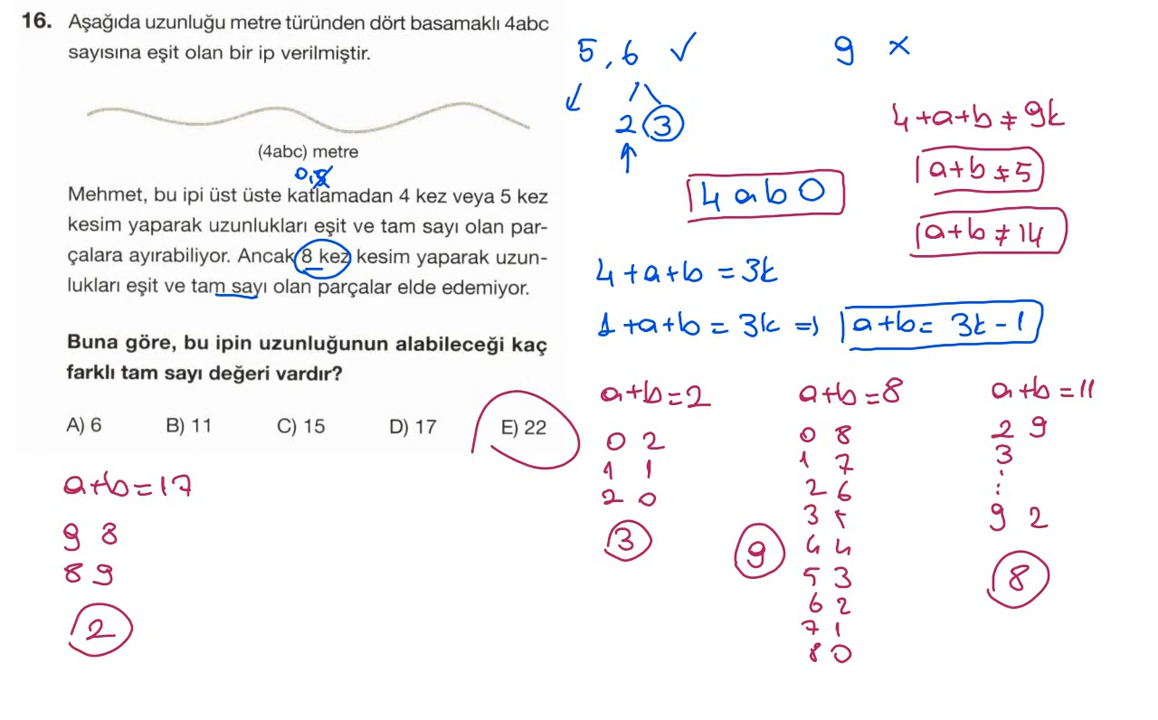 16. Aşağıda uzunluğu metre türünden dört basamaklı 4abc
sayısına eşit olan bir ip verilmiştir.
(4abc) metre
0,5
Mehmet, bu ipi üst üste katlamadan 4 kez veya 5 kez
kesim yaparak uzunlukları eşit ve tam sayı olan par-
çalara ayırabiliyor. Ancak 8 kez kesim yaparak uzun-
lukları eşit ve tam sayı olan parçalar elde edemiyor.
Buna göre, bu ipin uzunluğunun alabileceği kaç
farklı tam sayı değeri vardır?
A) 6 B) 11 C) 15 D) 17 E) 22
5, 6 ✓
2 3
9 ×
4 a b 0
4+a+b≠9k
a+b≠5
a+b≠14
4+a+b=3k
1+a+b=3k ⇒ a+b=3k-1
a+b=2
0 2
1 1
2 0
3
a+b=8
0 8
1 7
2 6
3 5
4 4
5 3
6 2
7 1
8 0
9
a+b=11
2 9
3
⋮
9 2
8
a+b=17
9 8
8 9
2